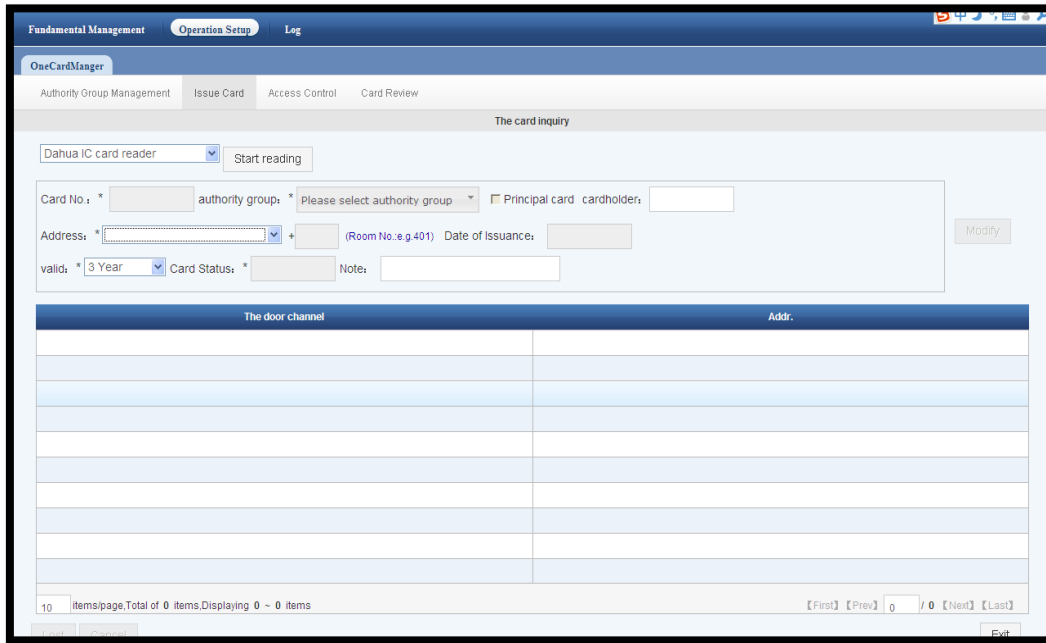 中
Fundamental Management Operation Setup Log
OneCardManger
Authority Group Management Issue Card Access Control Card Review
The card inquiry
Dahua IC card reader Start reading
Card No.: * authority group: * Please select authority group Principal card cardholder:
Address: * + (Room No.:e.g.401) Date of Issuance:
Modify
valid: * 3 Year Card Status: * Note:
The door channel Addr.
10 items/page,Total of 0 items,Displaying 0 ~ 0 items 【First】 【Prev】 0 / 0 【Next】 【Last】
Lost Cancel Exit